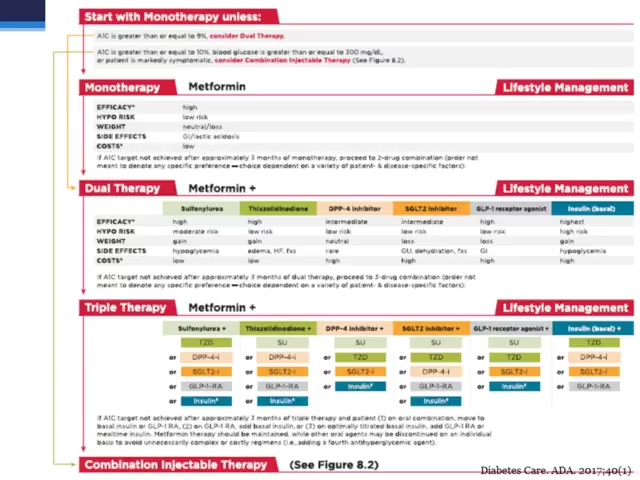 Start with Monotherapy unless:
A1C is greater than or equal to 9%, consider Dual Therapy.
A1C is greater than or equal to 10%, blood glucose is greater than or equal to 300 mg/dL,
or patient is markedly symptomatic, consider Combination Injectable Therapy (See Figure 8.2).
Monotherapy Metformin Lifestyle Management
EFFICACY* high
HYPO RISK low risk
WEIGHT neutral/loss
SIDE EFFECTS GI/lactic acidosis
COSTS* low
If A1C target not achieved after approximately 3 months of monotherapy, proceed to 2-drug combination (order not
meant to denote any specific preference — choice dependent on a variety of patient- & disease-specific factors):
Dual Therapy Metformin + Lifestyle Management
Sulfonylurea Thiazolidinedione DPP-4 inhibitor SGLT2 inhibitor GLP-1 receptor agonist Insulin (basal)
EFFICACY* high high intermediate intermediate high highest
HYPO RISK moderate risk low risk low risk low risk low risk high risk
WEIGHT gain gain neutral loss loss gain
SIDE EFFECTS hypoglycemia edema, HF, fxs rare GU, dehydration, fxs GI hypoglycemia
COSTS* low low high high high high
If A1C target not achieved after approximately 3 months of dual therapy, proceed to 3-drug combination (order not
meant to denote any specific preference — choice dependent on a variety of patient- & disease-specific factors):
Triple Therapy Metformin + Lifestyle Management
Sulfonylurea + Thiazolidinedione + DPP-4 inhibitor + SGLT2 inhibitor + GLP-1 receptor agonist + Insulin (basal) +
TZD SU SU SU SU TZD
or DPP-4-i or DPP-4-i or TZD or TZD or TZD or DPP-4-i
or SGLT2-i or SGLT2-i or SGLT2-i or DPP-4-i or SGLT2-i or SGLT2-i
or GLP-1-RA or GLP-1-RA or Insulin# or GLP-1-RA or Insulin# or GLP-1-RA
or Insulin# or Insulin# or Insulin#
If A1C target not achieved after approximately 3 months of triple therapy and patient (1) on oral combination, move to
basal insulin or GLP-1 RA, (2) on GLP-1 RA, add basal insulin, or (3) on optimally titrated basal insulin, add GLP-1 RA or
mealtime insulin. Metformin therapy should be maintained, while other oral agents may be discontinued on an individual
basis to avoid unnecessarily complex or costly regimens (i.e., adding a fourth antihyperglycemic agent).
Combination Injectable Therapy (See Figure 8.2)
Diabetes Care. ADA. 2017;40(1)